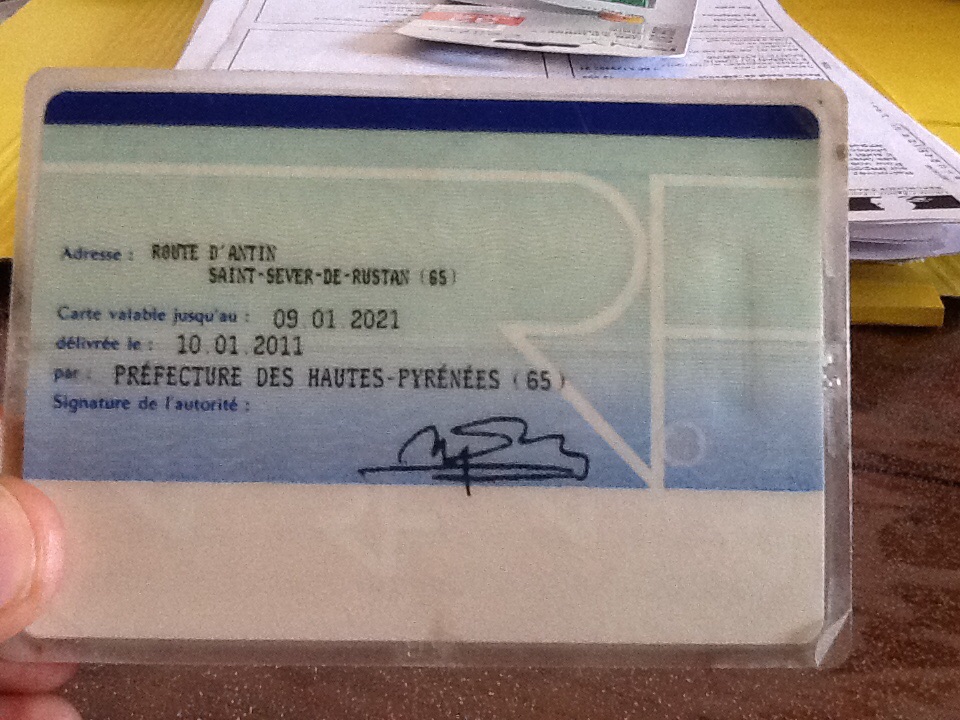 Adresse : ROUTE D'ANTIN
SAINT-SEVER-DE-RUSTAN (65)
Carte valable jusqu'au : 09.01.2021
délivrée le : 10.01.2011
par : PRÉFECTURE DES HAUTES-PYRÉNÉES (65)
Signature de l'autorité :
RF